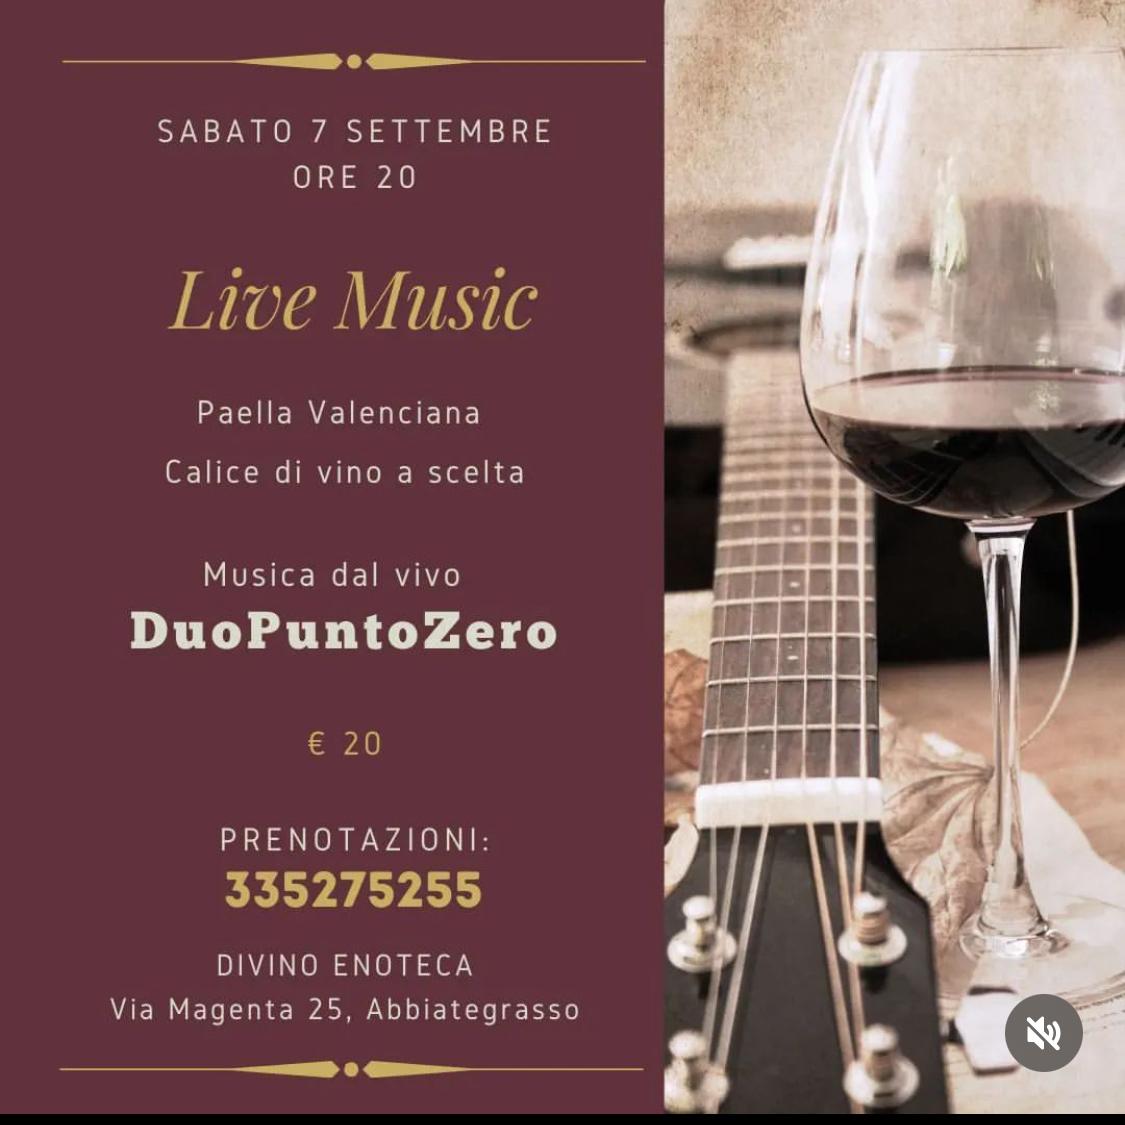 SABATO 7 SETTEMBRE
ORE 20
Live Music
Paella Valenciana
Calice di vino a scelta
Musica dal vivo
DuoPuntoZero
€ 20
PRENOTAZIONI:
335275255
DIVINO ENOTECA
Via Magenta 25, Abbiategrasso